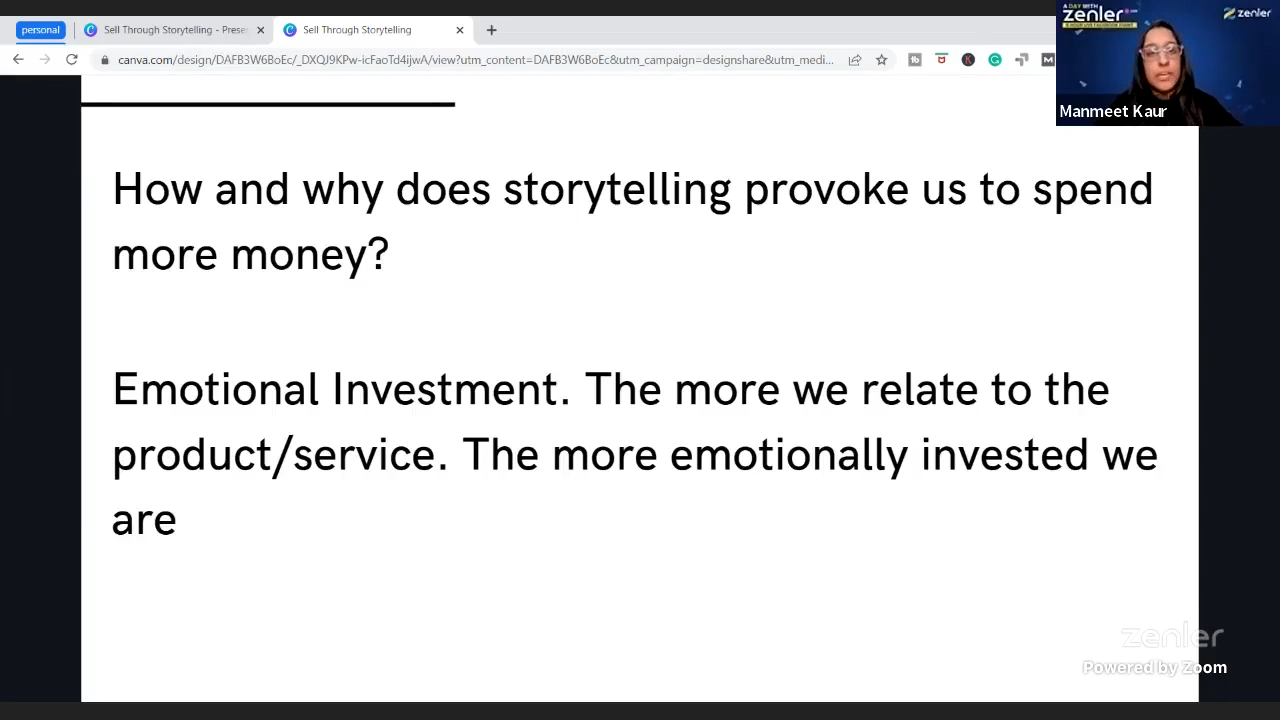 personal
Sell Through Storytelling - Prese
Sell Through Storytelling
canva.com/design/DAFB3W6BoEc/_DXQJ9KPw-icFaoTd4ijwA/view?utm_content=DAFB3W6BoEc&utm_campaign=designshare&utm_medi...
A DAY WITH
zenler
zenler
Manmeet Kaur
How and why does storytelling provoke us to spend
more money?
Emotional Investment. The more we relate to the
product/service. The more emotionally invested we
are
zenler
Powered by Zoom